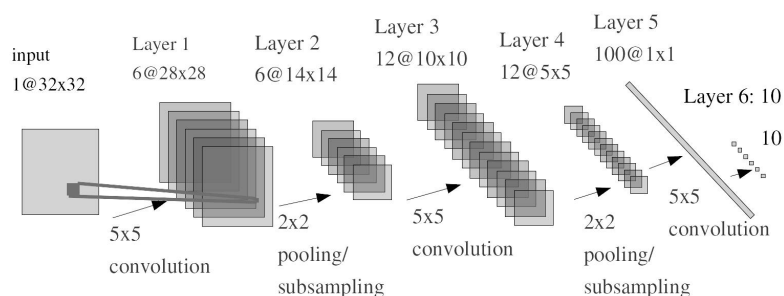 input
1@32x32
Layer 1
6@28x28
Layer 2
6@14x14
Layer 3
12@10x10
Layer 4
12@5x5
Layer 5
100@1x1
Layer 6: 10
10
5x5
convolution
2x2
pooling/
subsampling
5x5
convolution
2x2
pooling/
subsampling
5x5
convolution